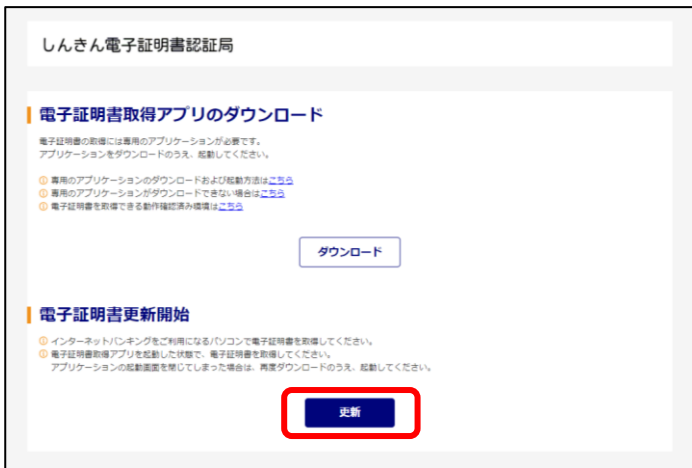 しんきん電子証明書認証局
電子証明書取得アプリのダウンロード
電子証明書の取得には専用のアプリケーションが必要です。
アプリケーションをダウンロードのうえ、起動してください。
専用のアプリケーションのダウンロードおよび起動方法はこちら
専用のアプリケーションがダウンロードできない場合はこちら
電子証明書を取得できる動作確認済み環境はこちら
ダウンロード
電子証明書更新開始
インターネットバンキングをご利用になるパソコンで電子証明書を取得してください。
電子証明書取得アプリを起動した状態で、電子証明書を取得してください。
アプリケーションの起動画面を閉じてしまった場合は、再度ダウンロードのうえ、起動してください。
更新